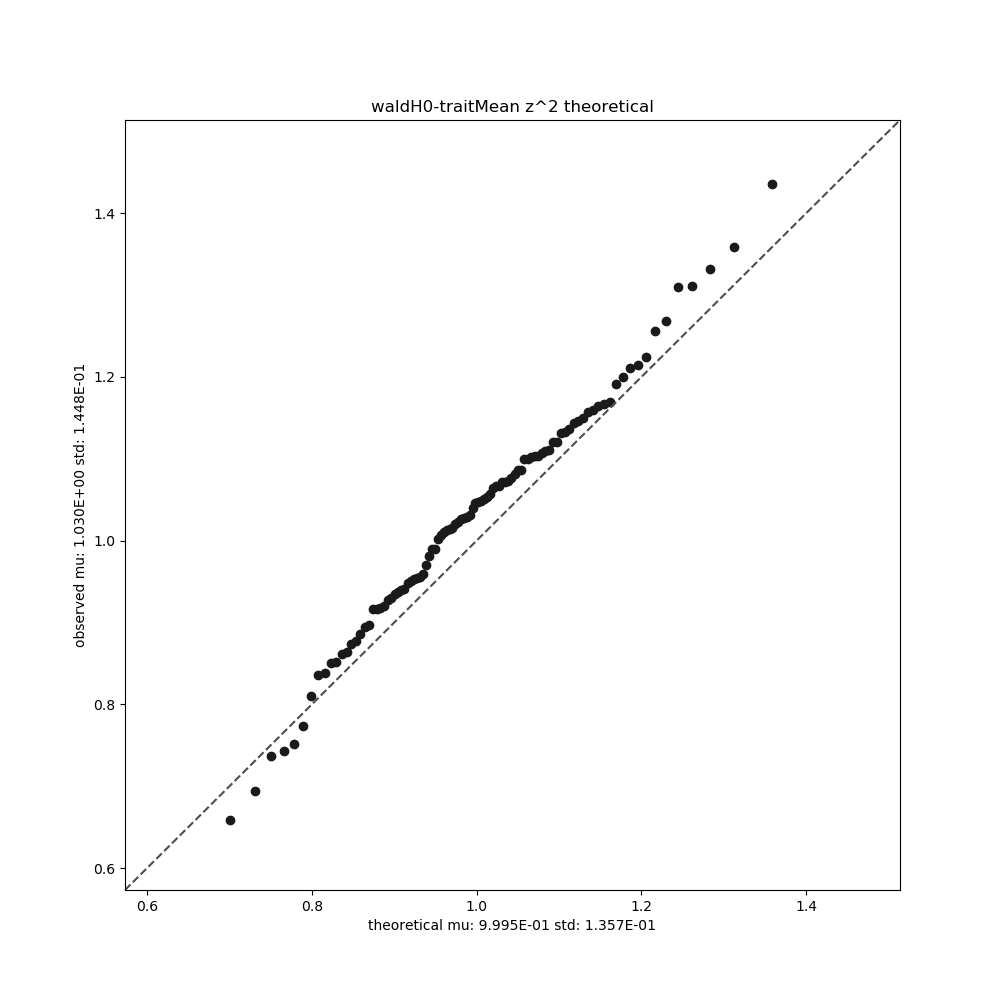 waldH0-traitMean z^2 theoretical
1.4
1.2
1.0
0.8
0.6
observed mu: 1.030E+00 std: 1.448E-01
0.6 0.8 1.0 1.2 1.4
theoretical mu: 9.995E-01 std: 1.357E-01